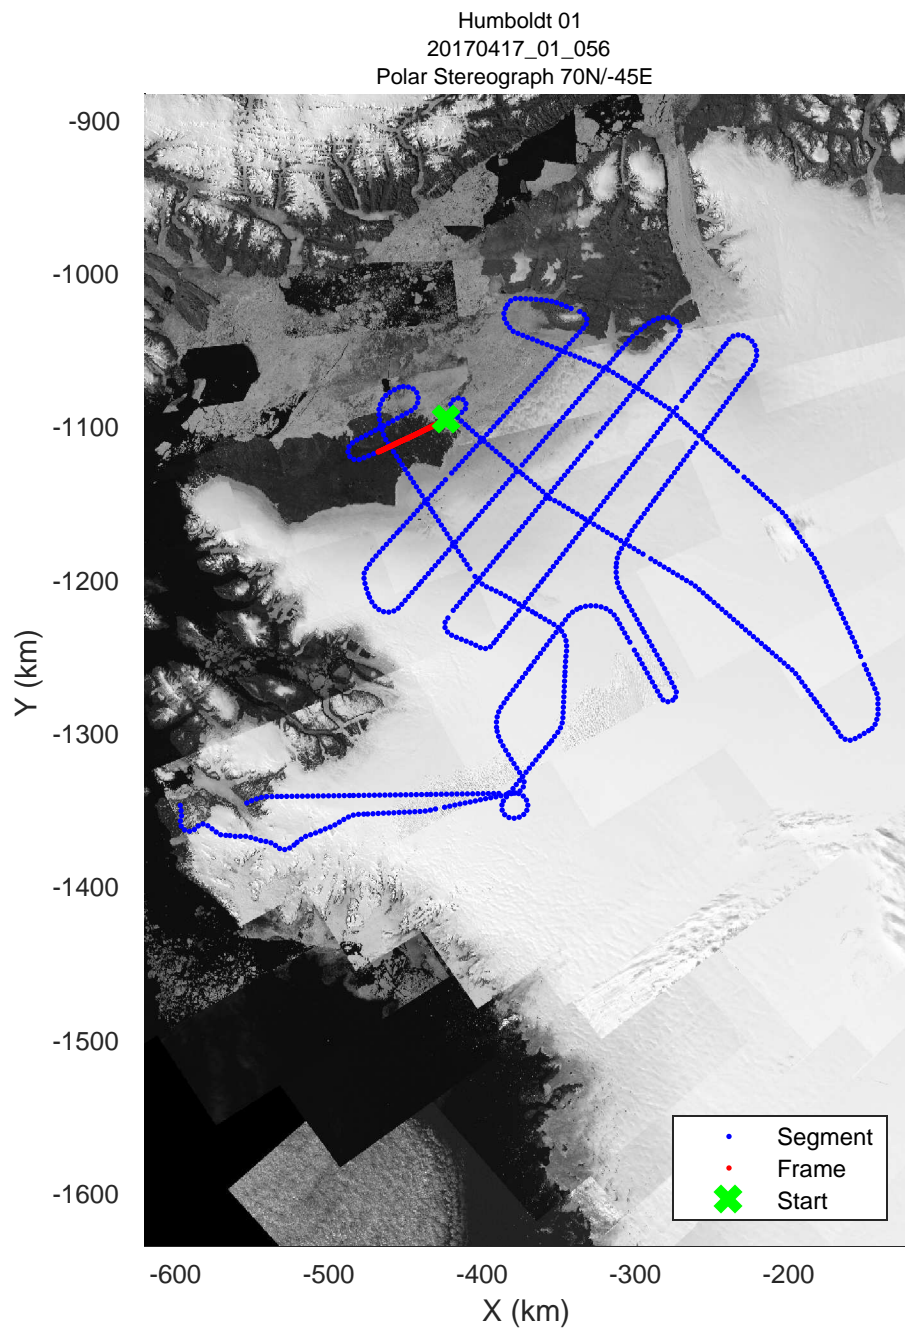 Humboldt 01
20170417_01_056
Polar Stereograph 70N/-45E
-900
-1000
-1100
-1200
-1300
-1400
-1500
-1600
Y (km)
Segment
Frame
Start
-600 -500 -400 -300 -200
X (km)